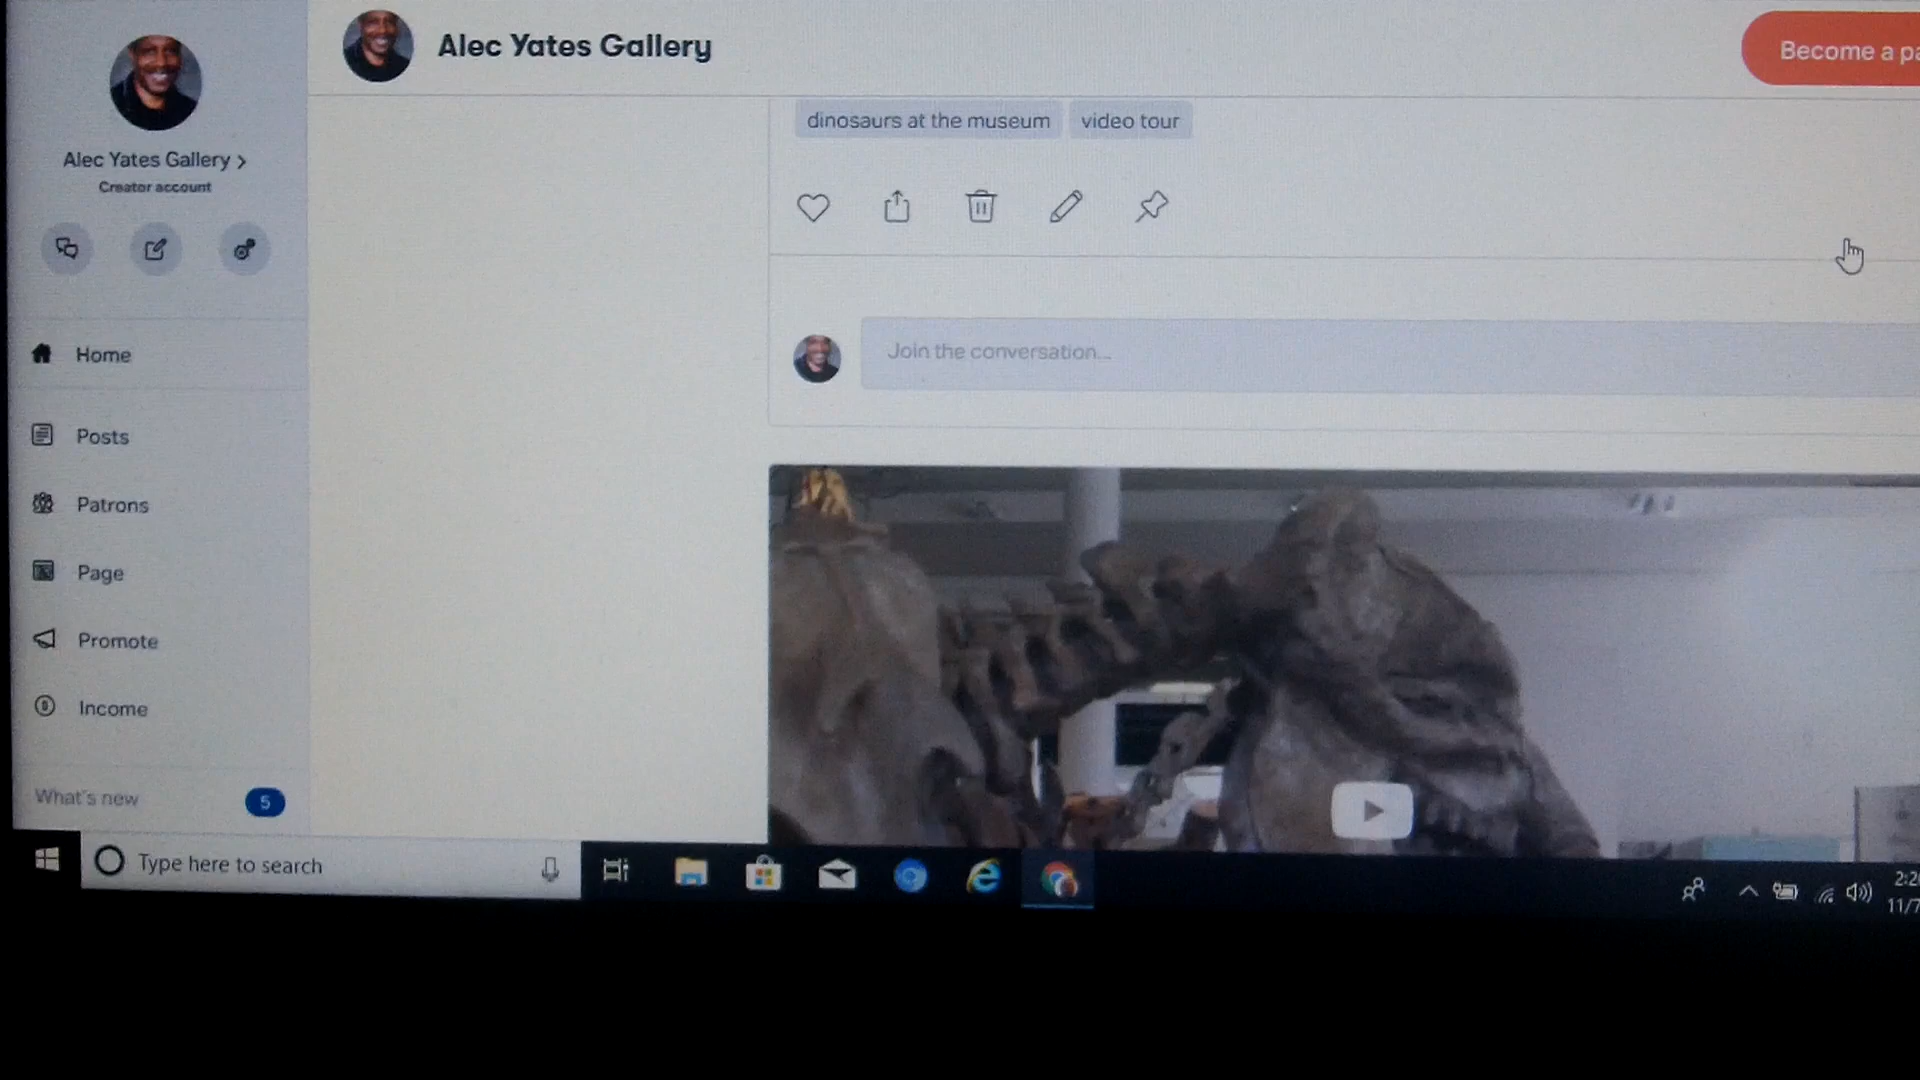 Alec Yates Gallery
Become a
dinosaurs at the museum
video tour
Alec Yates Gallery
Creator account
Join the conversation...
Home
Posts
Patrons
Page
Promote
Income
What's new
5
Type here to search